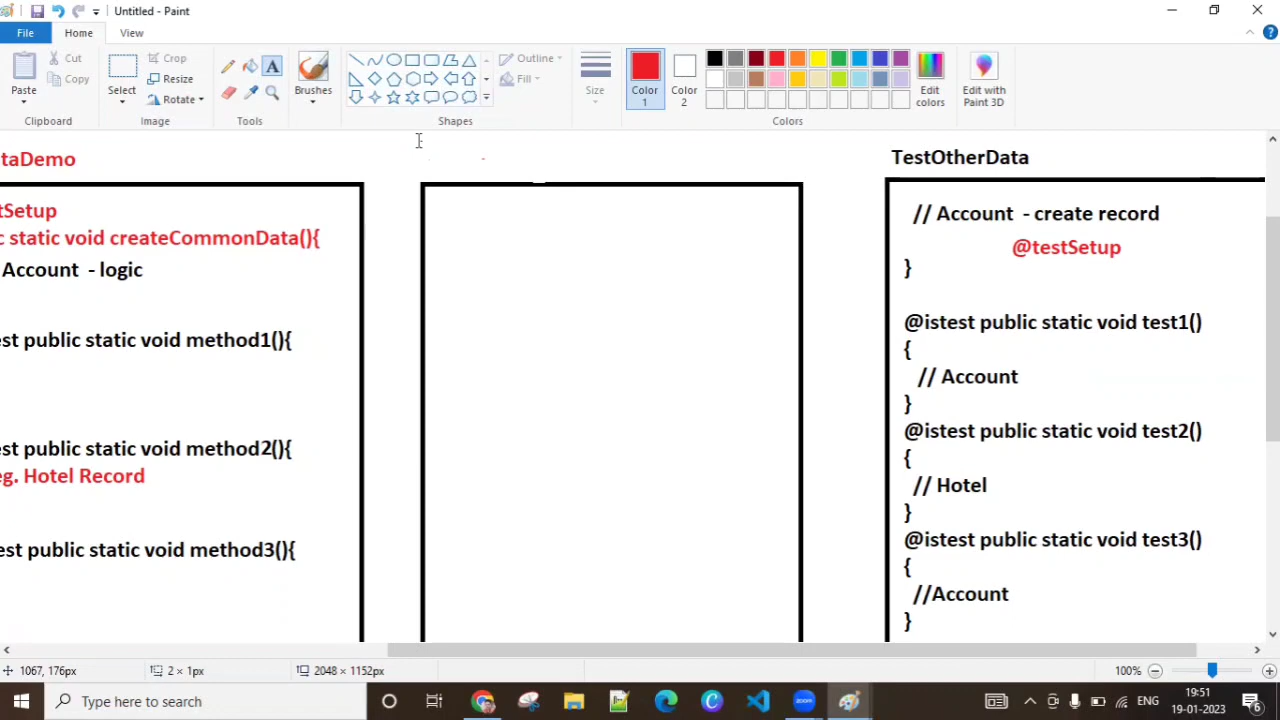 Untitled - Paint
File
Home
View
Paste
Cut
Copy
Clipboard
Select
Crop
Resize
Rotate
Image
A
Tools
Brushes
Shapes
Outline
Fill
Size
Color 1
Color 2
Edit colors
Colors
Edit with Paint 3D
taDemo
tSetup
c static void createCommonData(){
Account - logic
est public static void method1(){
est public static void method2(){
eg. Hotel Record
est public static void method3(){
TestOtherData
// Account - create record
@testSetup
}
@istest public static void test1()
{
// Account
}
@istest public static void test2()
{
// Hotel
}
@istest public static void test3()
{
//Account
}
1067, 176px
2 × 1px
2048 × 1152px
100%
Type here to search
ENG
19:51
19-01-2023
6